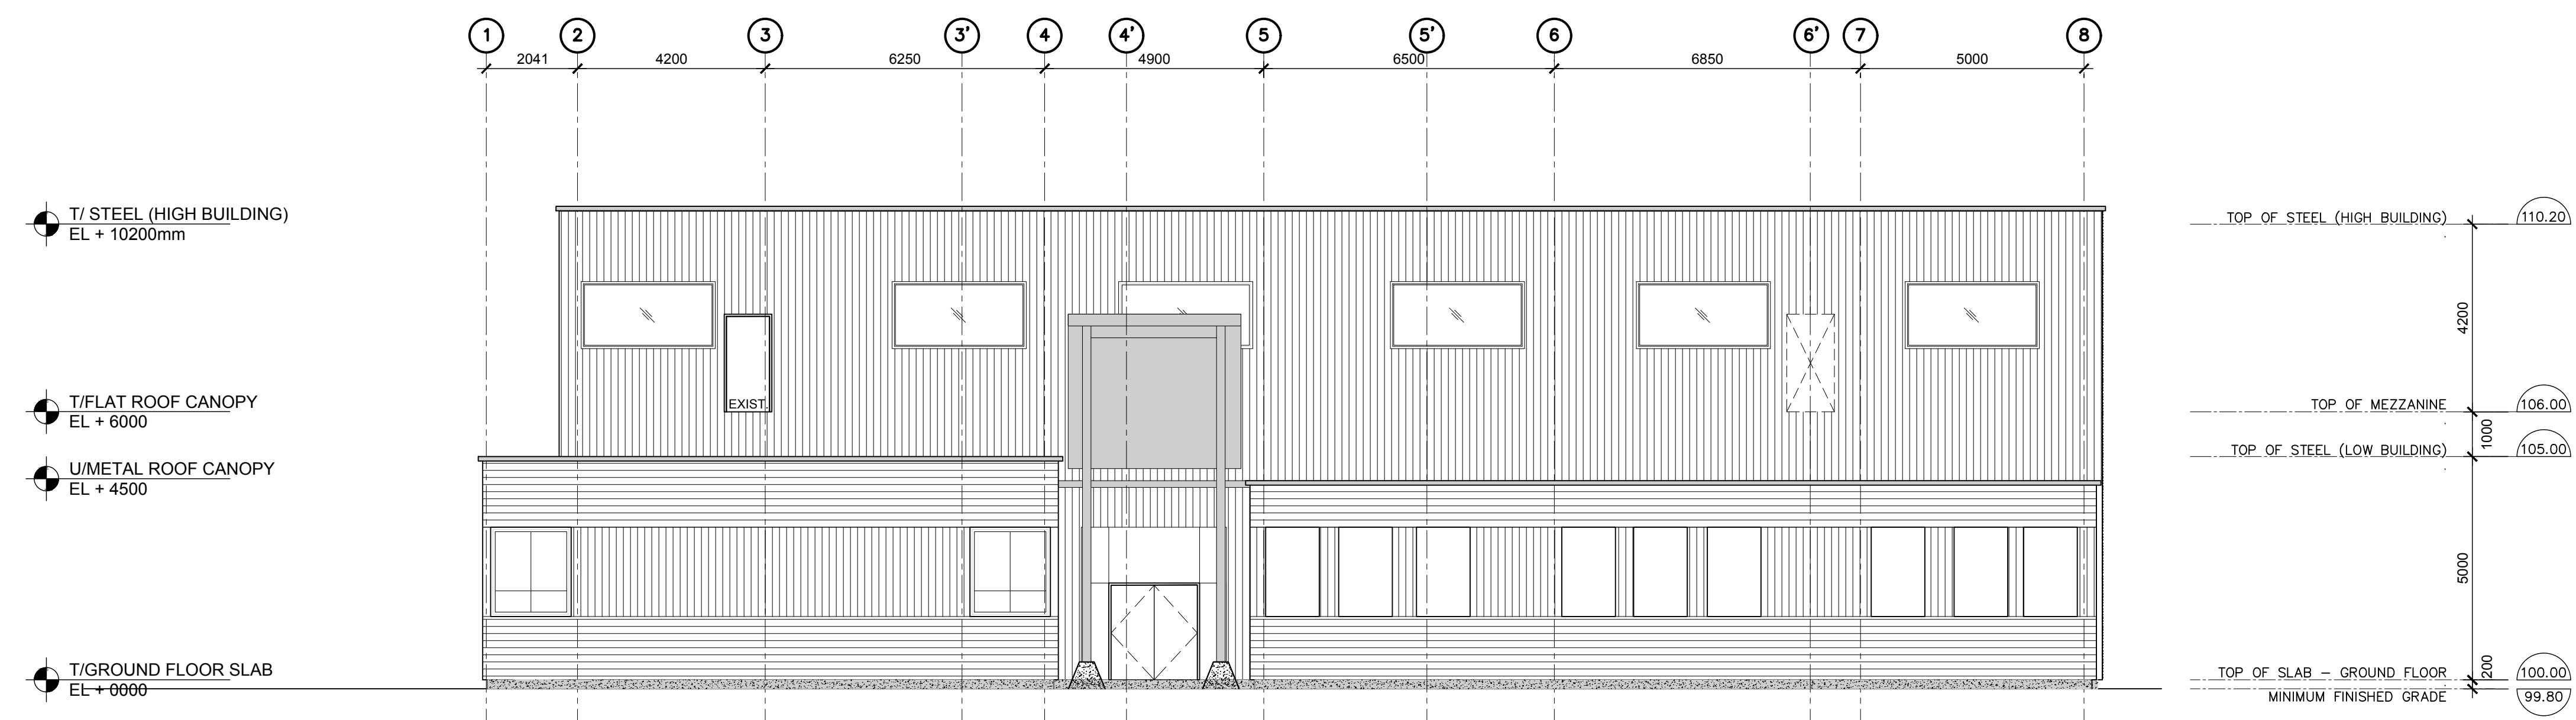 1 2 3 3' 4 4' 5 5' 6 6' 7 8
2041 4200 6250 4900 6500 6850 5000
T/ STEEL (HIGH BUILDING)
EL + 10200mm
TOP OF STEEL (HIGH BUILDING) 110.20
4200
EXIST.
T/FLAT ROOF CANOPY
EL + 6000
TOP OF MEZZANINE 106.00
1000
TOP OF STEEL (LOW BUILDING) 105.00
U/METAL ROOF CANOPY
EL + 4500
5000
T/GROUND FLOOR SLAB
EL + 0000
TOP OF SLAB – GROUND FLOOR 100.00
200
MINIMUM FINISHED GRADE 99.80